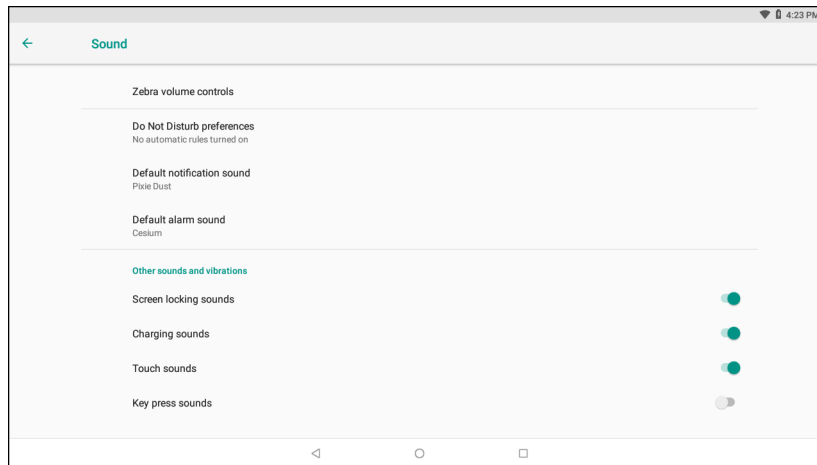 4:23 PM
Sound
Zebra volume controls
Do Not Disturb preferences
No automatic rules turned on
Default notification sound
Pixie Dust
Default alarm sound
Cesium
Other sounds and vibrations
Screen locking sounds
Charging sounds
Touch sounds
Key press sounds